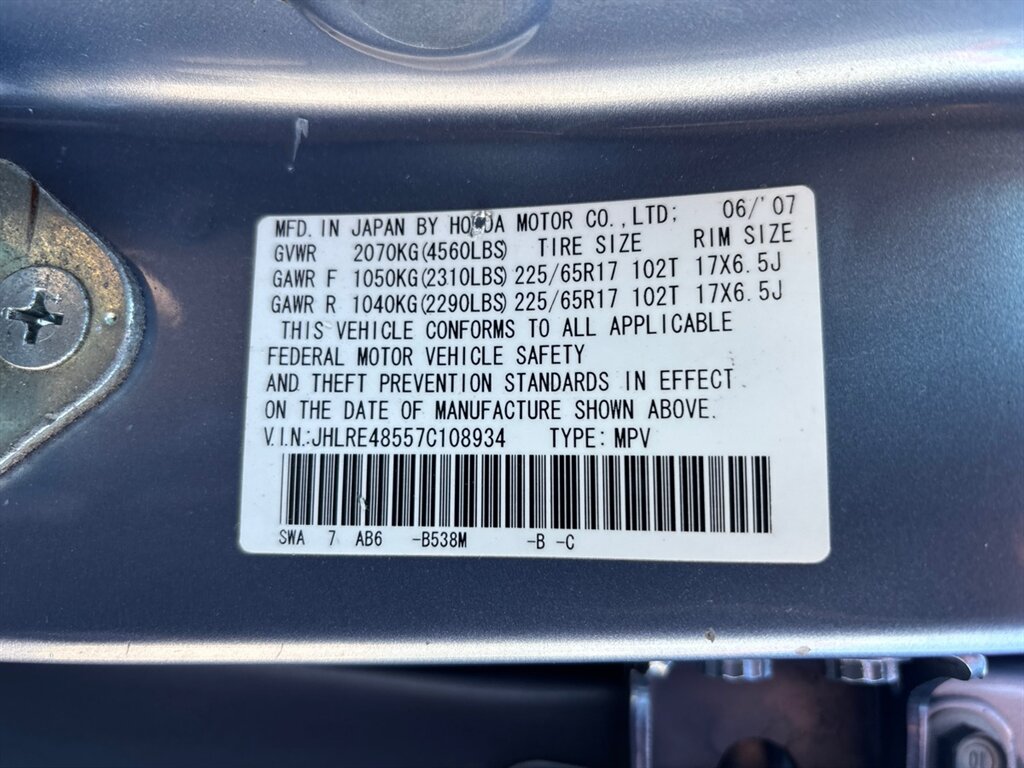 MFD. IN JAPAN BY HONDA MOTOR CO.,LTD; 06/'07
GVWR 2070KG(4560LBS) TIRE SIZE RIM SIZE
GAWR F 1050KG(2310LBS) 225/65R17 102T 17X6.5J
GAWR R 1040KG(2290LBS) 225/65R17 102T 17X6.5J
THIS VEHICLE CONFORMS TO ALL APPLICABLE
FEDERAL MOTOR VEHICLE SAFETY
AND THEFT PREVENTION STANDARDS IN EFFECT
ON THE DATE OF MANUFACTURE SHOWN ABOVE.
V.I.N.:JHLRE48557C108934 TYPE: MPV
SWA 7 AB6 -B538M -B -C